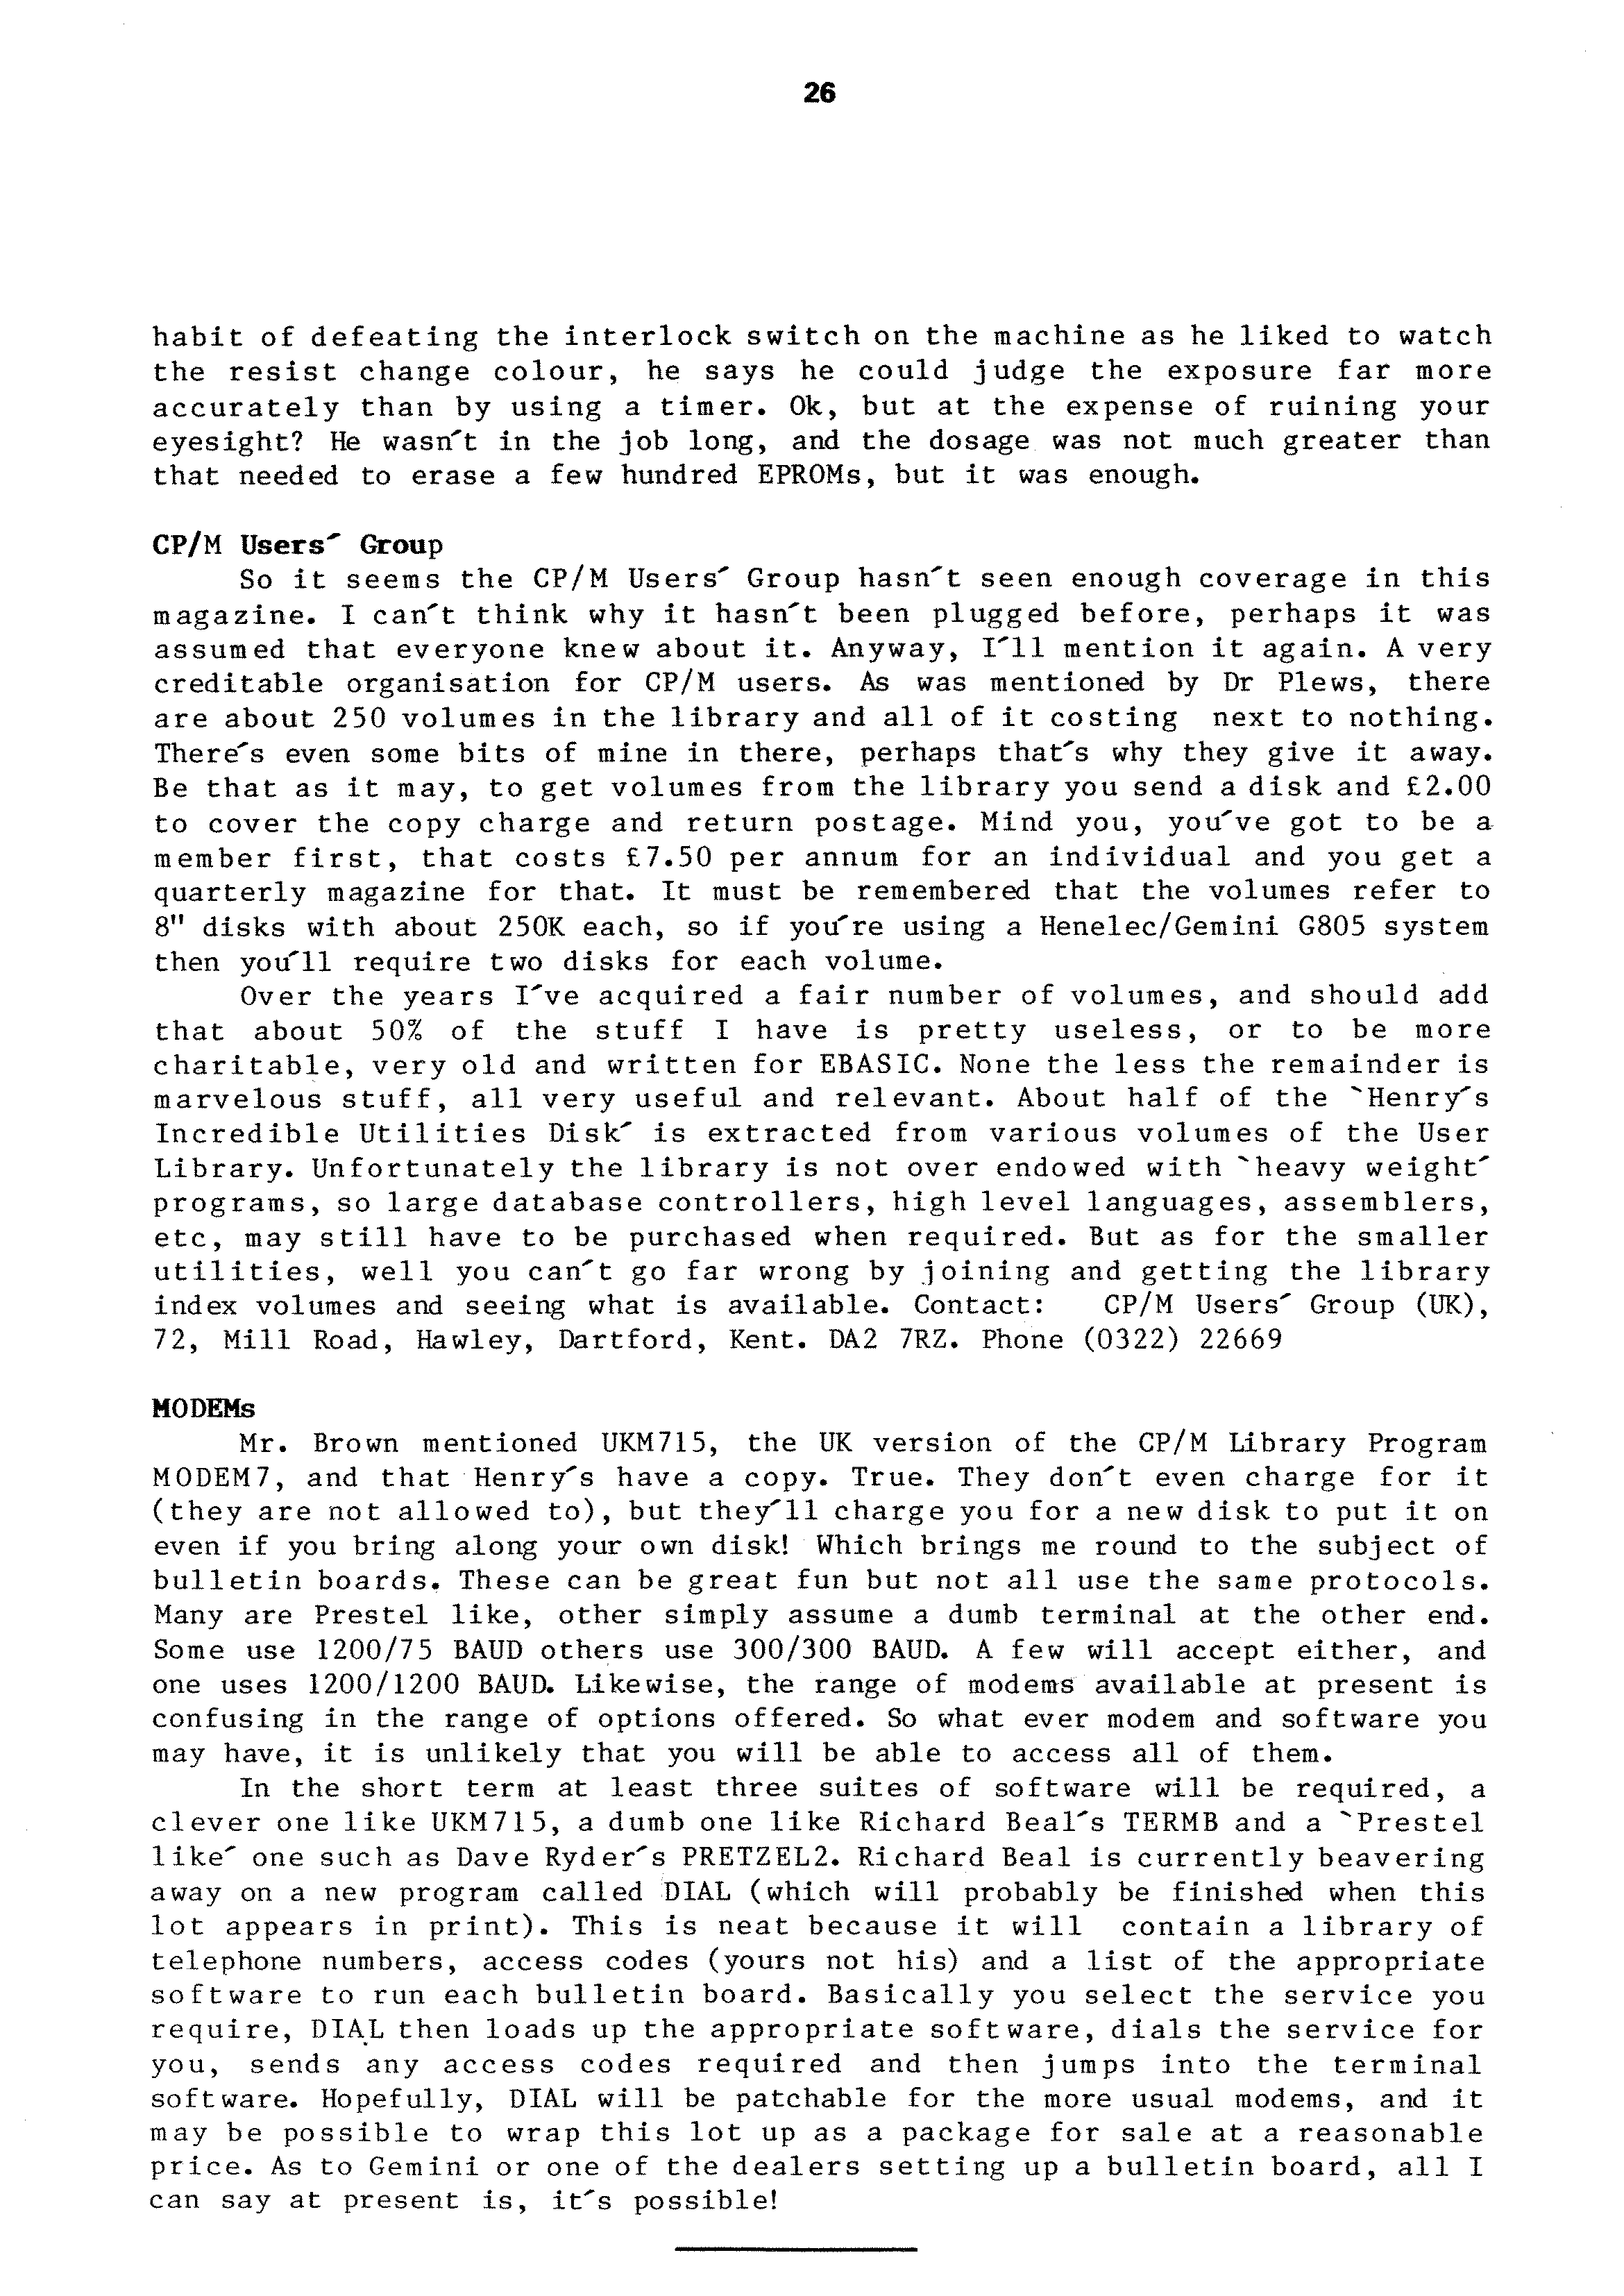 26
habit of defeating the interlock switch on the machine as he liked to watch
the resist change colour, he says he could judge the exposure far more
accurately than by using a timer. Ok, but at the expense of ruining your
eyesight? He wasn´t in the job long, and the dosage was not much greater than
that needed to erase a few hundred EPROMs, but it was enough.
CP/M Users´ Group
So it seems the CP/M Users´ Group hasn´t seen enough coverage in this
magazine. I can´t think why it hasn´t been plugged before, perhaps it was
assumed that everyone knew about it. Anyway, I´ll mention it again. A very
creditable organisation for CP/M users. As was mentioned by Dr Plews, there
are about 250 volumes in the library and all of it costing next to nothing.
There´s even some bits of mine in there, perhaps that´s why they give it away.
Be that as it may, to get volumes from the library you send a disk and £2.00
to cover the copy charge and return postage. Mind you, you´ve got to be a
member first, that costs £7.50 per annum for an individual and you get a
quarterly magazine for that. It must be remembered that the volumes refer to
8" disks with about 250K each, so if you´re using a Henelec/Gemini G805 system
then you´ll require two disks for each volume.
Over the years I´ve acquired a fair number of volumes, and should add
that about 50% of the stuff I have is pretty useless, or to be more
charitable, very old and written for EBASIC. None the less the remainder is
marvelous stuff, all very useful and relevant. About half of the `Henry´s
Incredible Utilities Disk´ is extracted from various volumes of the User
Library. Unfortunately the library is not over endowed with `heavy weight´
programs, so large database controllers, high level languages, assemblers,
etc, may still have to be purchased when required. But as for the smaller
utilities, well you can´t go far wrong by joining and getting the library
index volumes and seeing what is available. Contact: CP/M Users´ Group (UK),
72, Mill Road, Hawley, Dartford, Kent. DA2 7RZ. Phone (0322) 22669
MODEMs
Mr. Brown mentioned UKM715, the UK version of the CP/M Library Program
MODEM7, and that Henry´s have a copy. True. They don´t even charge for it
(they are not allowed to), but they´ll charge you for a new disk to put it on
even if you bring along your own disk! Which brings me round to the subject of
bulletin boards. These can be great fun but not all use the same protocols.
Many are Prestel like, other simply assume a dumb terminal at the other end.
Some use 1200/75 BAUD others use 300/300 BAUD. A few will accept either, and
one uses 1200/1200 BAUD. Likewise, the range of modems available at present is
confusing in the range of options offered. So what ever modem and software you
may have, it is unlikely that you will be able to access all of them.
In the short term at least three suites of software will be required, a
clever one like UKM715, a dumb one like Richard Beal´s TERMB and a `Prestel
like´ one such as Dave Ryder´s PRETZEL2. Richard Beal is currently beavering
away on a new program called DIAL (which will probably be finished when this
lot appears in print). This is neat because it will contain a library of
telephone numbers, access codes (yours not his) and a list of the appropriate
software to run each bulletin board. Basically you select the service you
require, DIAL then loads up the appropriate software, dials the service for
you, sends any access codes required and then jumps into the terminal
software. Hopefully, DIAL will be patchable for the more usual modems, and it
may be possible to wrap this lot up as a package for sale at a reasonable
price. As to Gemini or one of the dealers setting up a bulletin board, all I
can say at present is, it´s possible!